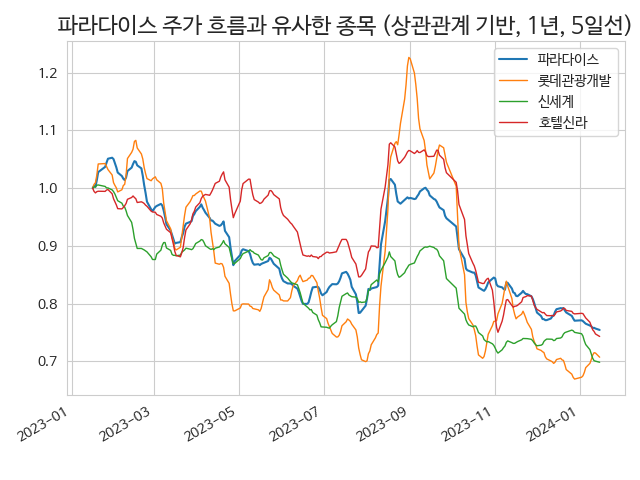 파라다이스 주가 흐름과 유사한 종목 (상관관계 기반, 1년, 5일선)
파라다이스
롯데관광개발
신세계
호텔신라
1.2
1.1
1.0
0.9
0.8
0.7
2023-01
2023-03
2023-05
2023-07
2023-09
2023-11
2024-01